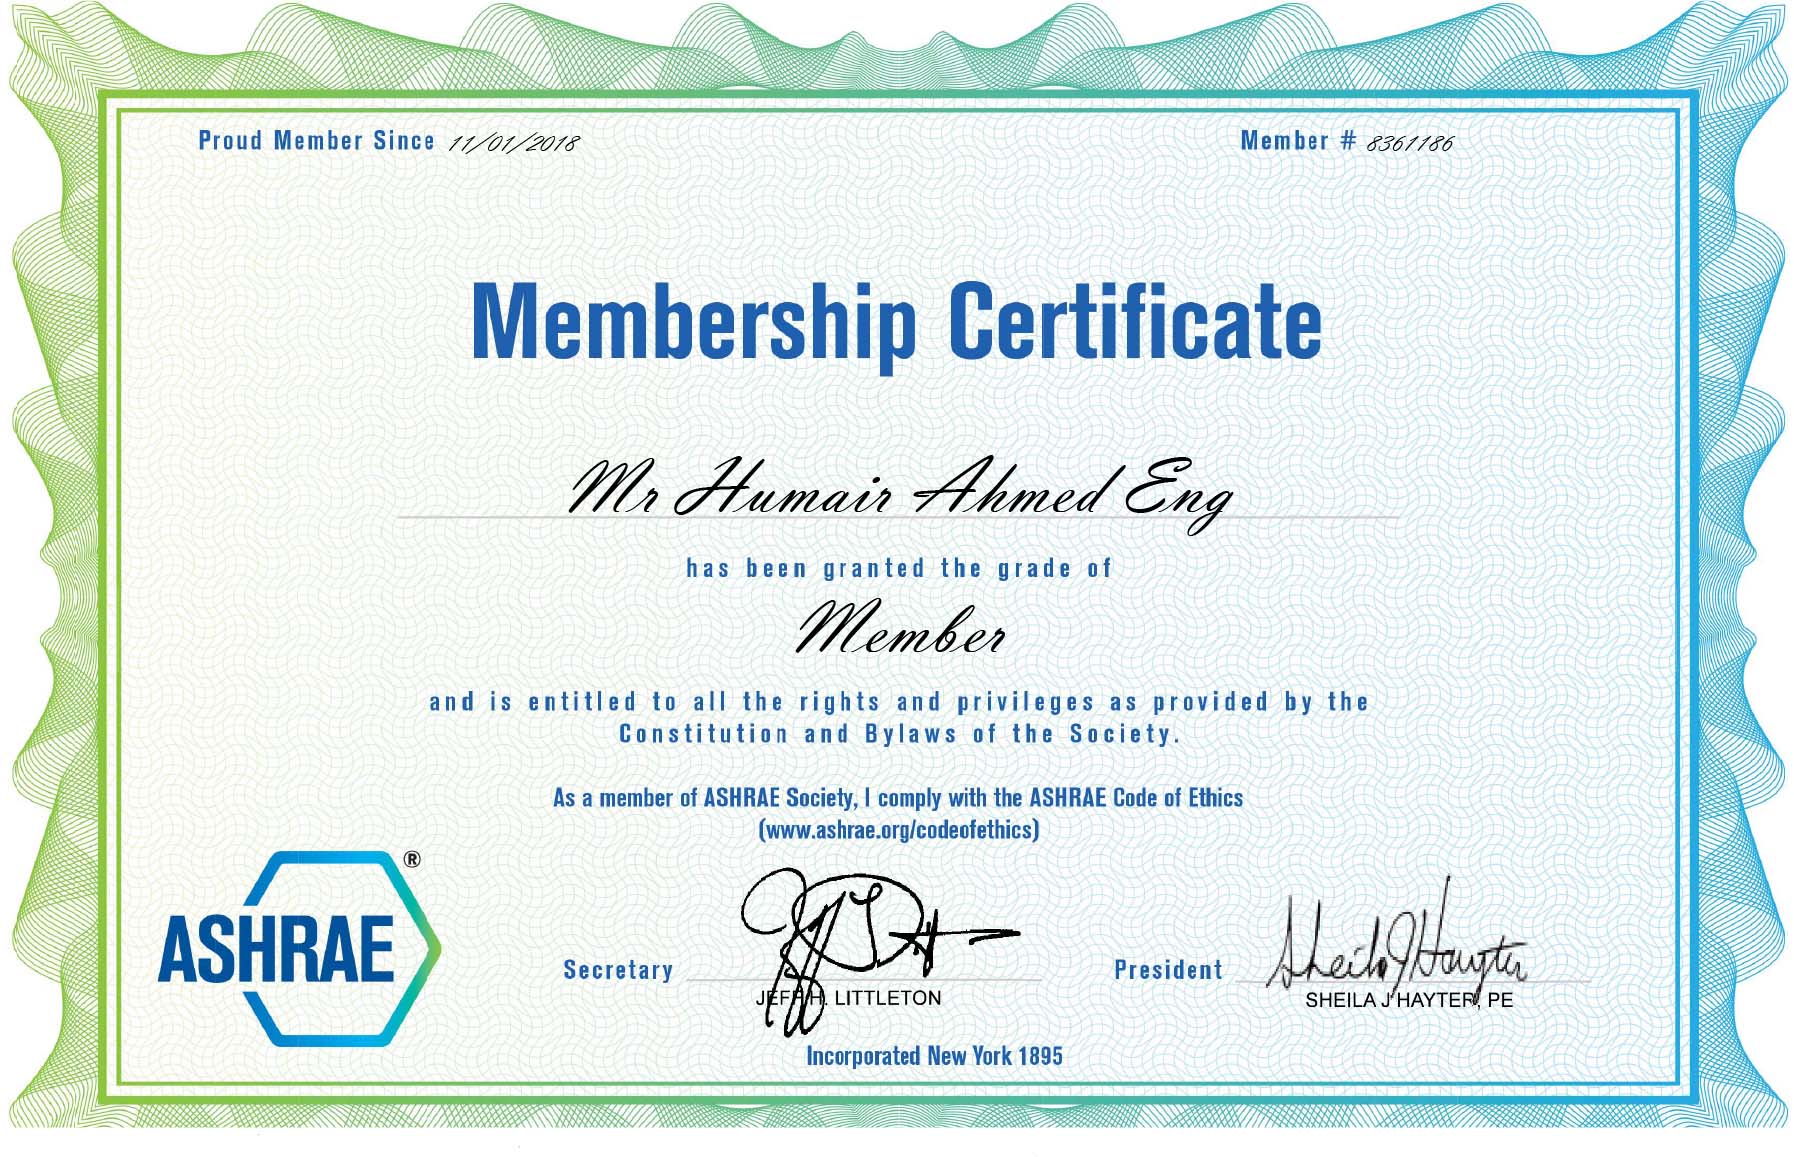 Proud Member Since 11/01/2018
Member # 8361186
Membership Certificate
Mr Humair Ahmed Eng
has been granted the grade of
Member
and is entitled to all the rights and privileges as provided by the
Constitution and Bylaws of the Society.
As a member of ASHRAE Society, I comply with the ASHRAE Code of Ethics
(www.ashrae.org/codeofethics)
ASHRAE®
Secretary
JEFF H. LITTLETON
President
Sheila J Hayter
SHEILA J HAYTER, PE
Incorporated New York 1895